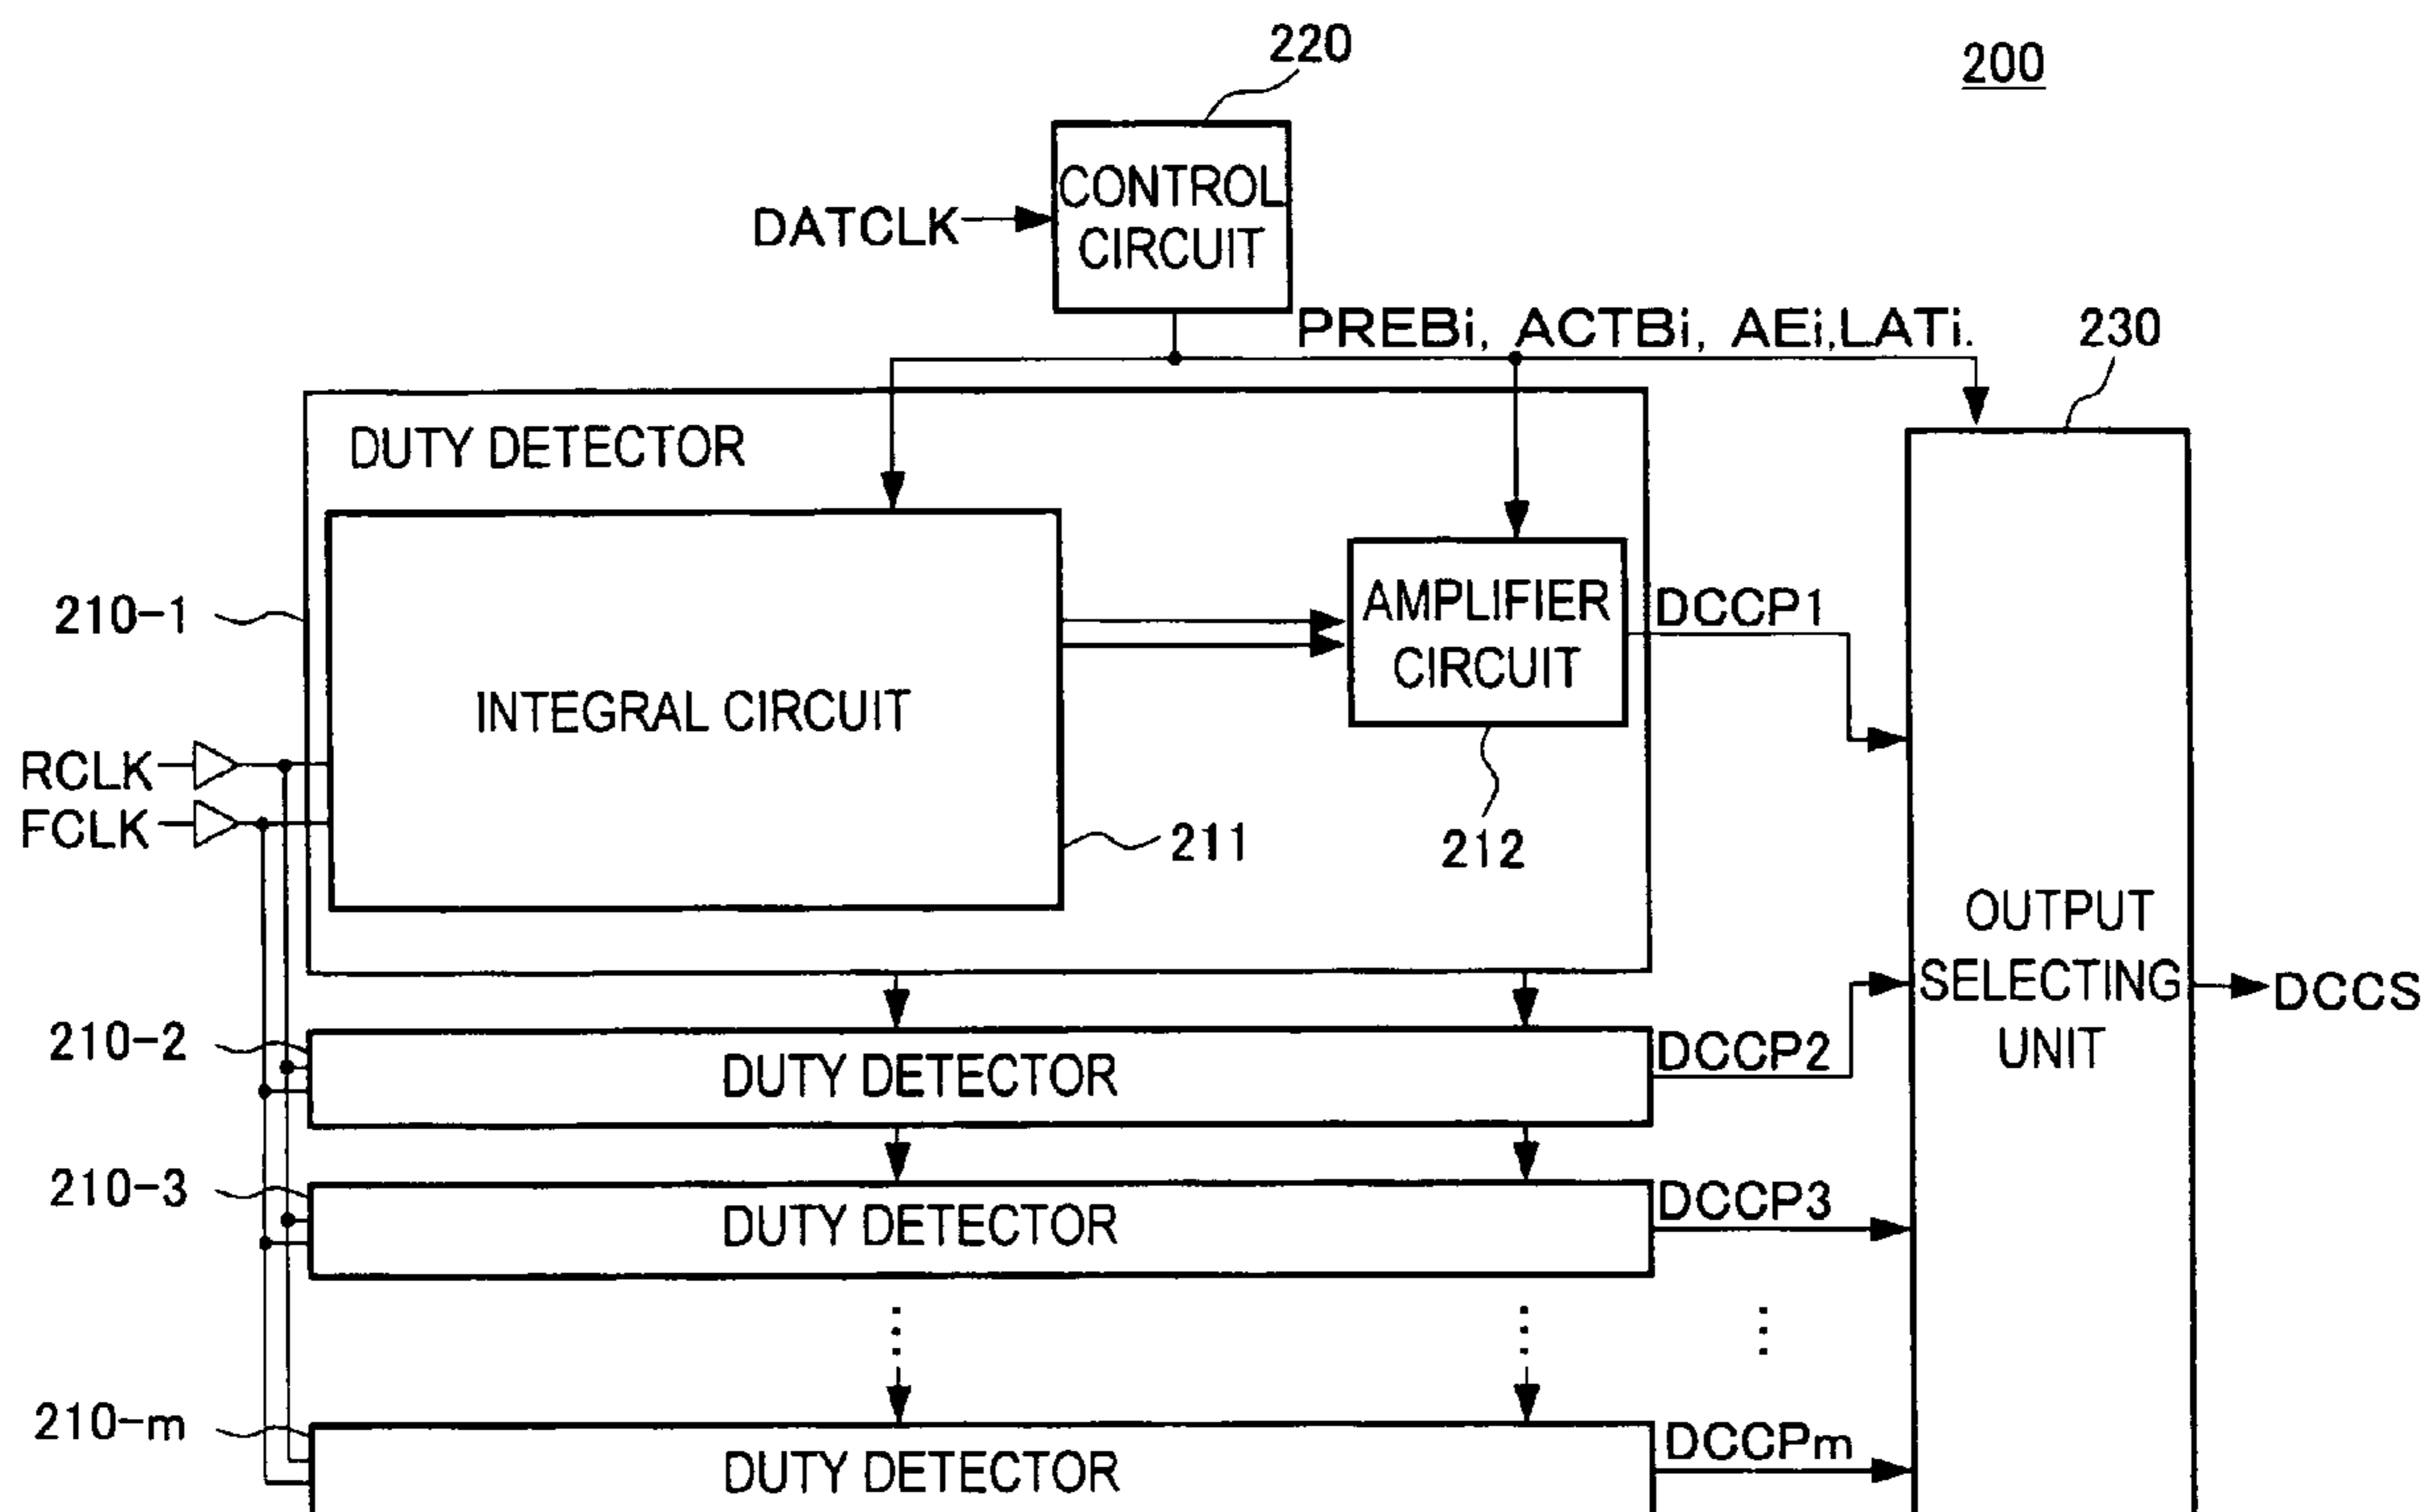 220
200
CONTROL
CIRCUIT
DATCLK
PREBi, ACTBi, AEi,LATi.
230
DUTY DETECTOR
210-1
AMPLIFIER
CIRCUIT
DCCP1
INTEGRAL CIRCUIT
RCLK
FCLK
211
212
OUTPUT
SELECTING
UNIT
DCCS
210-2
DUTY DETECTOR
DCCP2
210-3
DUTY DETECTOR
DCCP3
210-m
DUTY DETECTOR
DCCPm